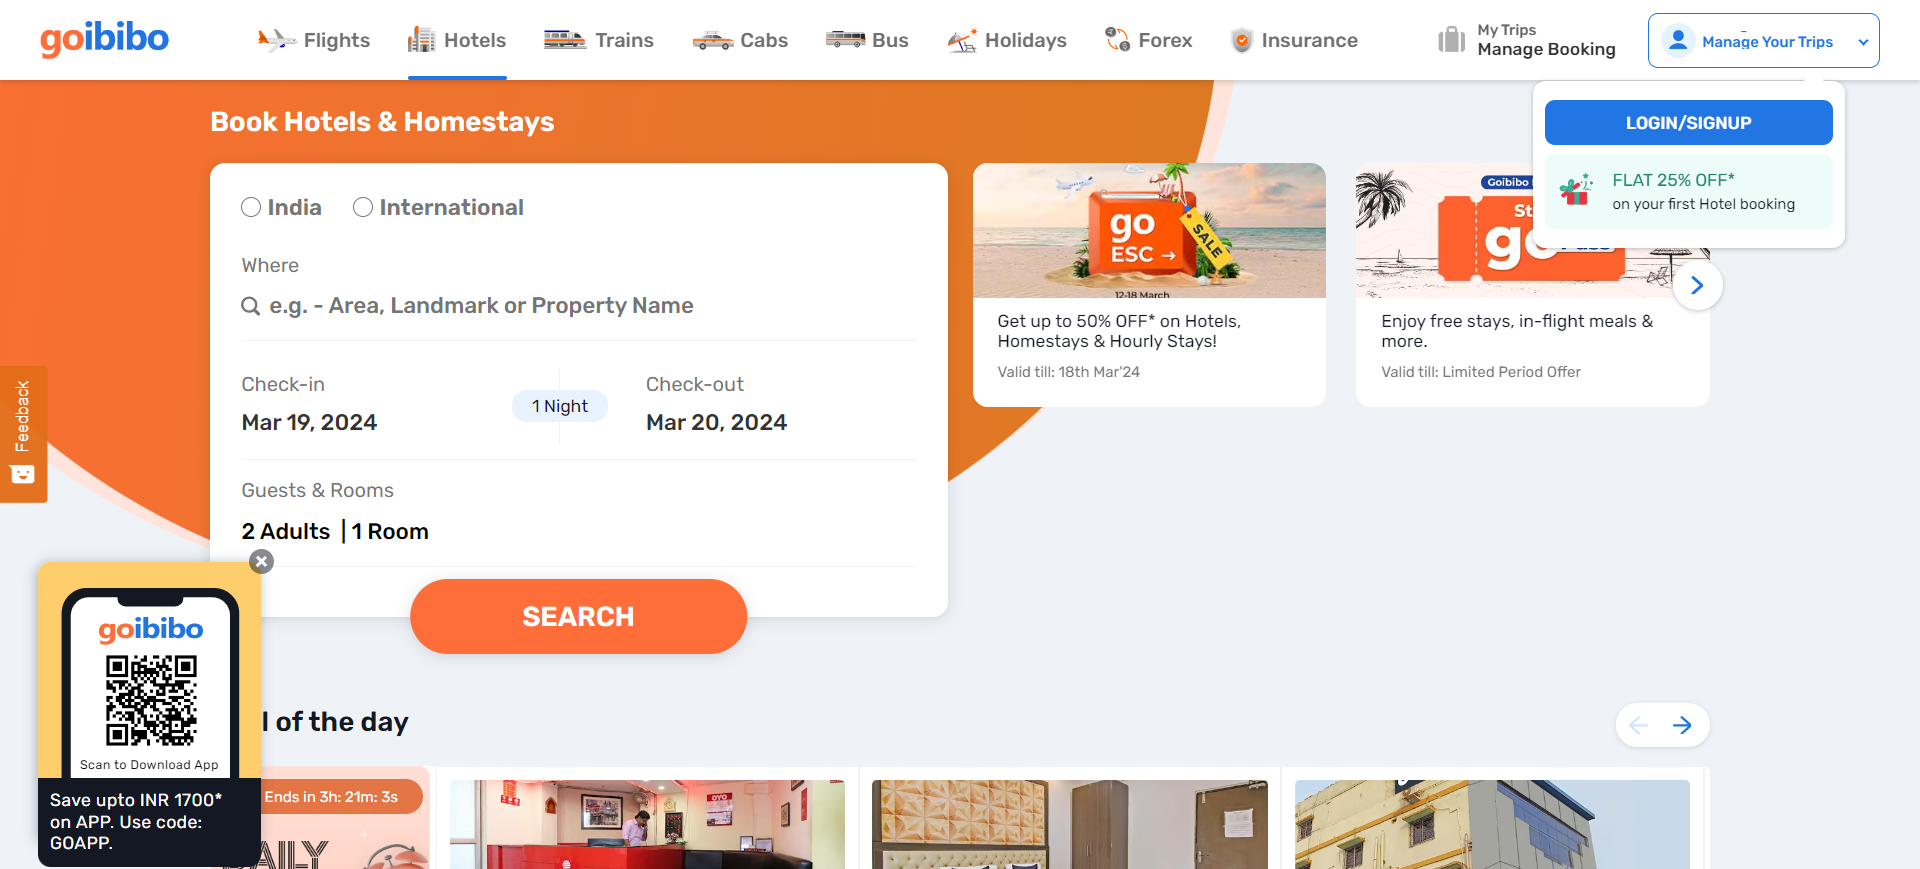 goibibo
Flights
Hotels
Trains
Cabs
Bus
Holidays
Forex
Insurance
My Trips
Manage Booking
Manage Your Trips
LOGIN/SIGNUP
FLAT 25% OFF*
on your first Hotel booking
Book Hotels & Homestays
India
International
Where
e.g. - Area, Landmark or Property Name
Check-in
Mar 19, 2024
1 Night
Check-out
Mar 20, 2024
Guests & Rooms
2 Adults | 1 Room
SEARCH
go
ESC →
SALE
12-18 March
Get up to 50% OFF* on Hotels,
Homestays & Hourly Stays!
Valid till: 18th Mar'24
Goibibo
St
go
Enjoy free stays, in-flight meals &
more.
Valid till: Limited Period Offer
Feedback
goibibo
Scan to Download App
Save upto INR 1700*
on APP. Use code:
GOAPP.
l of the day
Ends in 3h: 21m: 3s
OYO